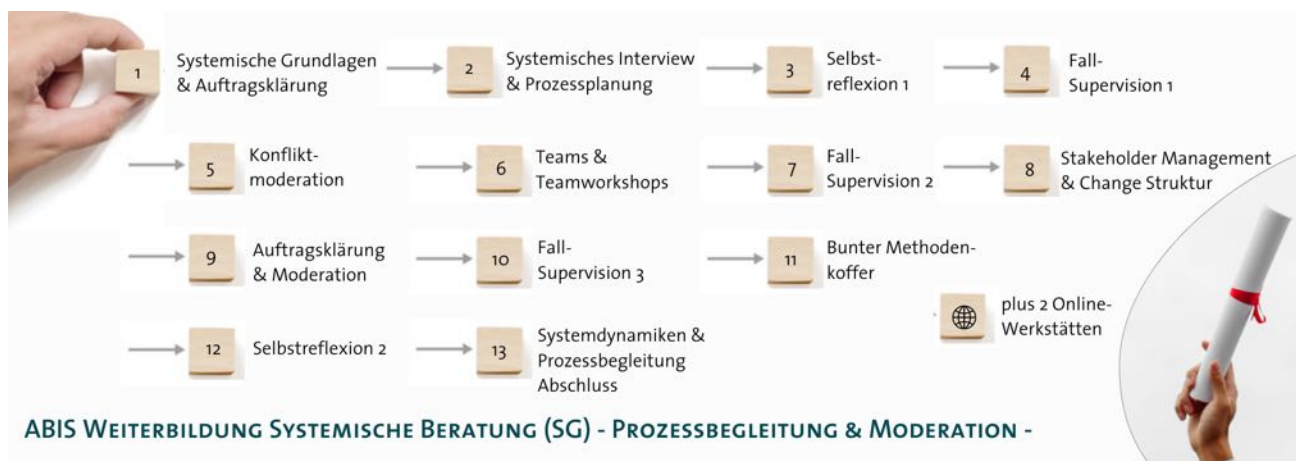 1
Systemische Grundlagen
& Auftragsklärung
2
Systemisches Interview
& Prozessplanung
3
Selbst-
reflexion 1
4
Fall-
Supervision 1
5
Konflikt-
moderation
6
Teams &
Teamworkshops
7
Fall-
Supervision 2
8
Stakeholder Management
& Change Struktur
9
Auftragsklärung
& Moderation
10
Fall-
Supervision 3
11
Bunter Methoden-
koffer
plus 2 Online-
Werkstätten
12
Selbstreflexion 2
13
Systemdynamiken &
Prozessbegleitung
Abschluss
ABIS WEITERBILDUNG SYSTEMISCHE BERATUNG (SG) - PROZESSBEGLEITUNG & MODERATION -